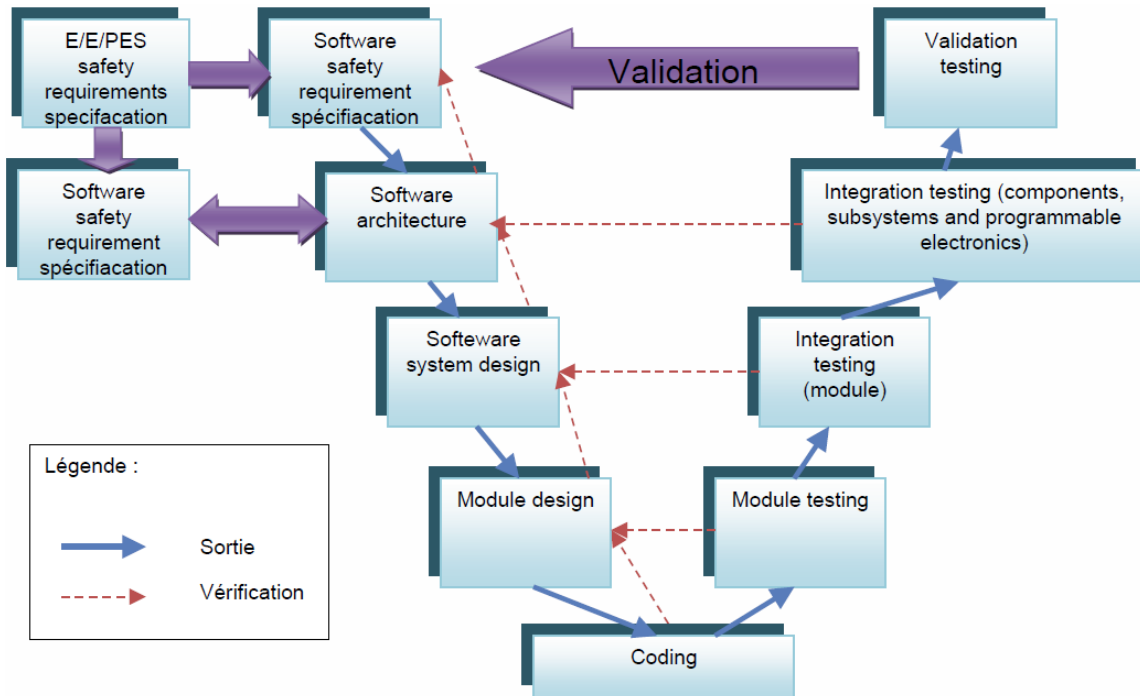 E/E/PES
safety
requirements
specifacation
Software
safety
requirement
spécifiacation
Validation
Validation
testing
Software
safety
requirement
spécifiacation
Software
architecture
Integration testing (components,
subsystems and programmable
electronics)
Softeware
system design
Integration
testing
(module)
Légende :
Sortie
Vérification
Module design
Module testing
Coding